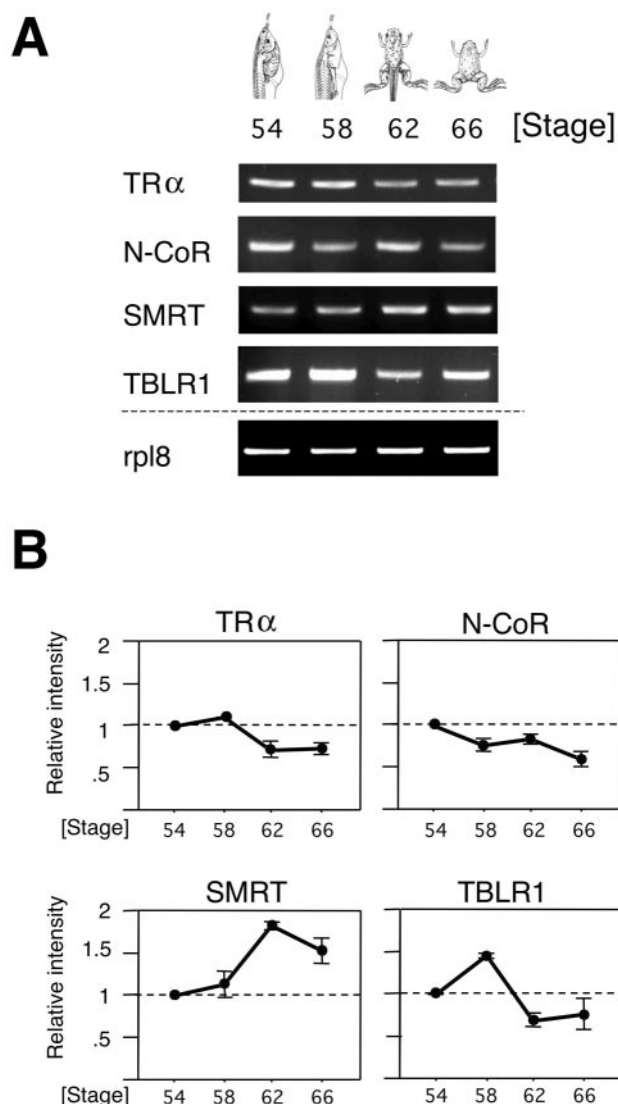 A
54 58 62 66 [Stage]
TRα
N-CoR
SMRT
TBLR1
rpl8
B
TRα
Relative intensity
2
1.5
1
.5
[Stage] 54 58 62 66
N-CoR
54 58 62 66
SMRT
Relative intensity
2
1.5
1
.5
[Stage] 54 58 62 66
TBLR1
54 58 62 66